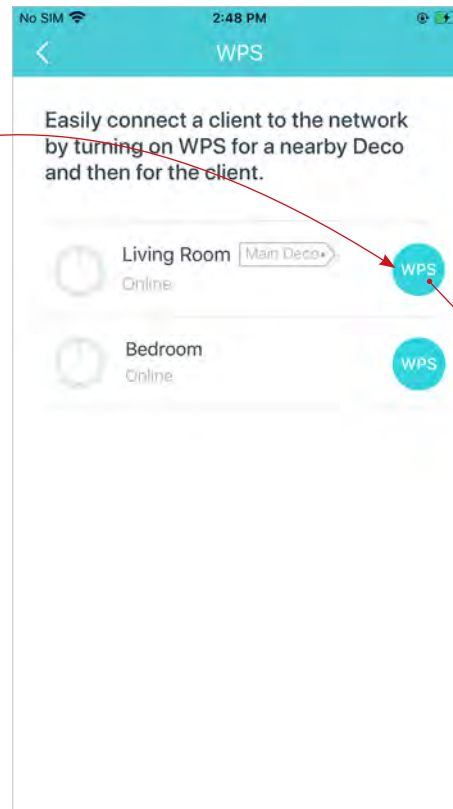 No SIM 2:48 PM
WPS
Easily connect a client to the network
by turning on WPS for a nearby Deco
and then for the client.
Living Room Main Deco
WPS
Online
Bedroom
WPS
Online